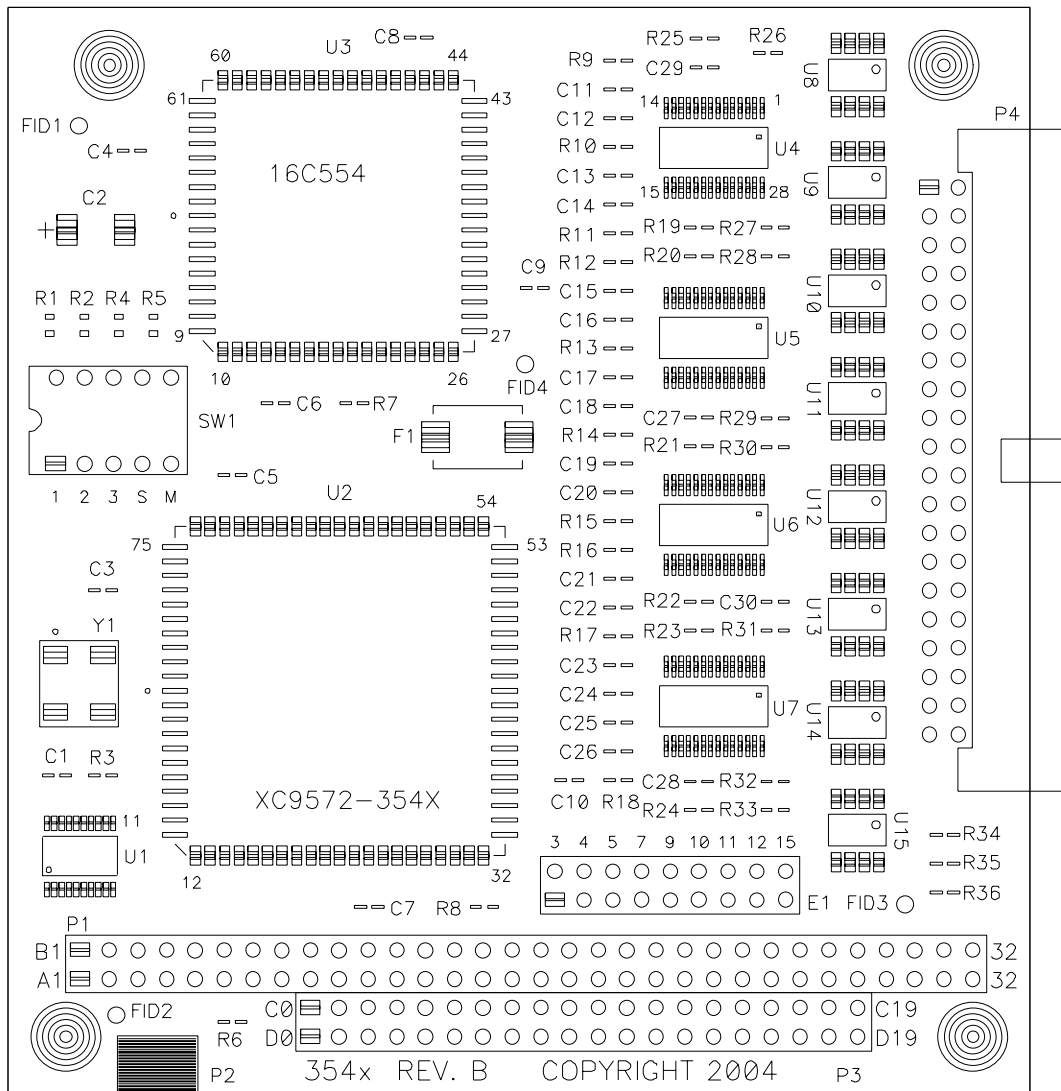 C8
60 U3 44
R25 R26
R9 C29 U8
61 43 C11 14 1
P4
FID1 C12
C4 R10 U4
16C554 C13 15 28 U9
C2 C14
+ R11 R19 R27
R12 R20 R28
C9 C15 U10
R1 R2 R4 R5 C16
9 27 R13 U5
10 26 FID4 C17 U11
C6 R7 C18
SW1 F1 R14 C27 R29
C19 R21 R30
C5
1 2 3 S M U2 54 C20 U12
75 53 R15 U6
R16
C3 C21
C22 R22 C30 U13
Y1 R17 R23 R31
C23
C24
C25 U7 U14
C1 R3 C26
C10 R18 C28 R32
XC9572-354X R24 R33
11 U15
U1 3 4 5 7 9 10 11 12 15 R34
12 32 R35
C7 R8 E1 FID3 R36
P1
B1 32
A1 32
FID2 C0 C19
R6 D0 D19
P2 354x REV. B COPYRIGHT 2004 P3